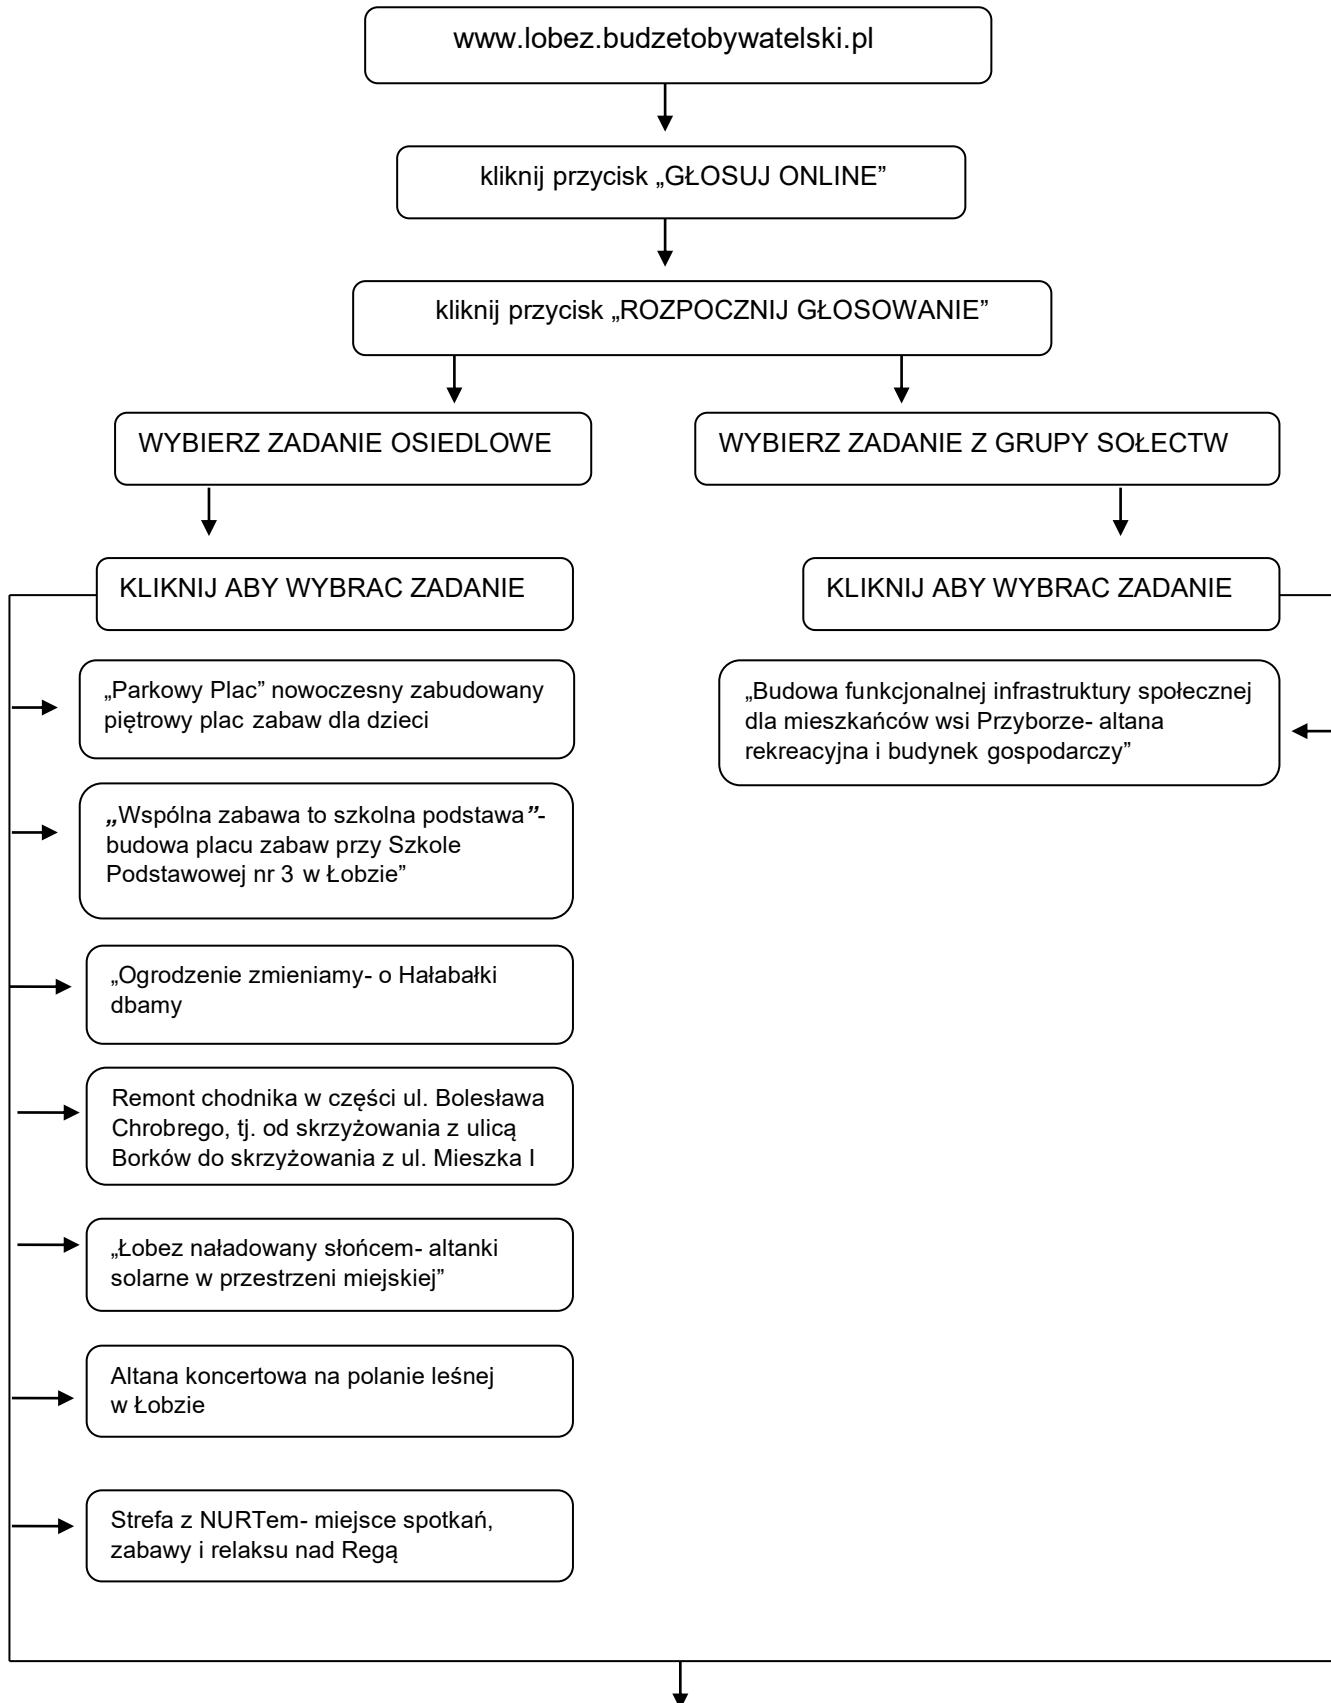 www.lobez.budzetobywatelski.pl
kliknij przycisk „GŁOSUJ ONLINE”
kliknij przycisk „ROZPOCZNIJ GŁOSOWANIE”
WYBIERZ ZADANIE OSIEDLOWE
WYBIERZ ZADANIE Z GRUPY SOŁECTW
KLIKNIJ ABY WYBRAC ZADANIE
KLIKNIJ ABY WYBRAC ZADANIE
„Parkowy Plac” nowoczesny zabudowany
piętrowy plac zabaw dla dzieci
„Budowa funkcjonalnej infrastruktury społecznej
dla mieszkańców wsi Przyborze- altana
rekreacyjna i budynek gospodarczy”
„Wspólna zabawa to szkolna podstawa”-
budowa placu zabaw przy Szkole
Podstawowej nr 3 w Łobzie”
„Ogrodzenie zmieniamy- o Hałabałki
dbamy
Remont chodnika w części ul. Bolesława
Chrobrego, tj. od skrzyżowania z ulicą
Borków do skrzyżowania z ul. Mieszka I
„Łobez naładowany słońcem- altanki
solarne w przestrzeni miejskiej”
Altana koncertowa na polanie leśnej
w Łobzie
Strefa z NURTem- miejsce spotkań,
zabawy i relaksu nad Regą